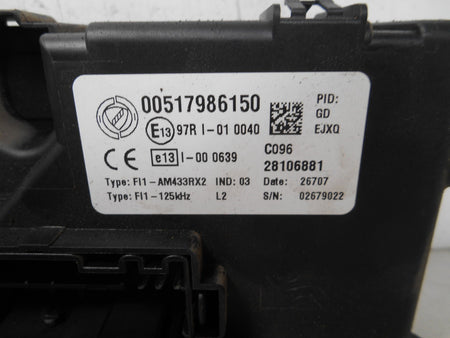 00517986150
E13 97R I-01 0040
PID:
GD
EJXQ
CE e13 I-00 0639
C096
28106881
Type: FI1-AM433RX2 IND: 03 Date: 26707
Type: FI1-125kHz L2 S/N: 02679022